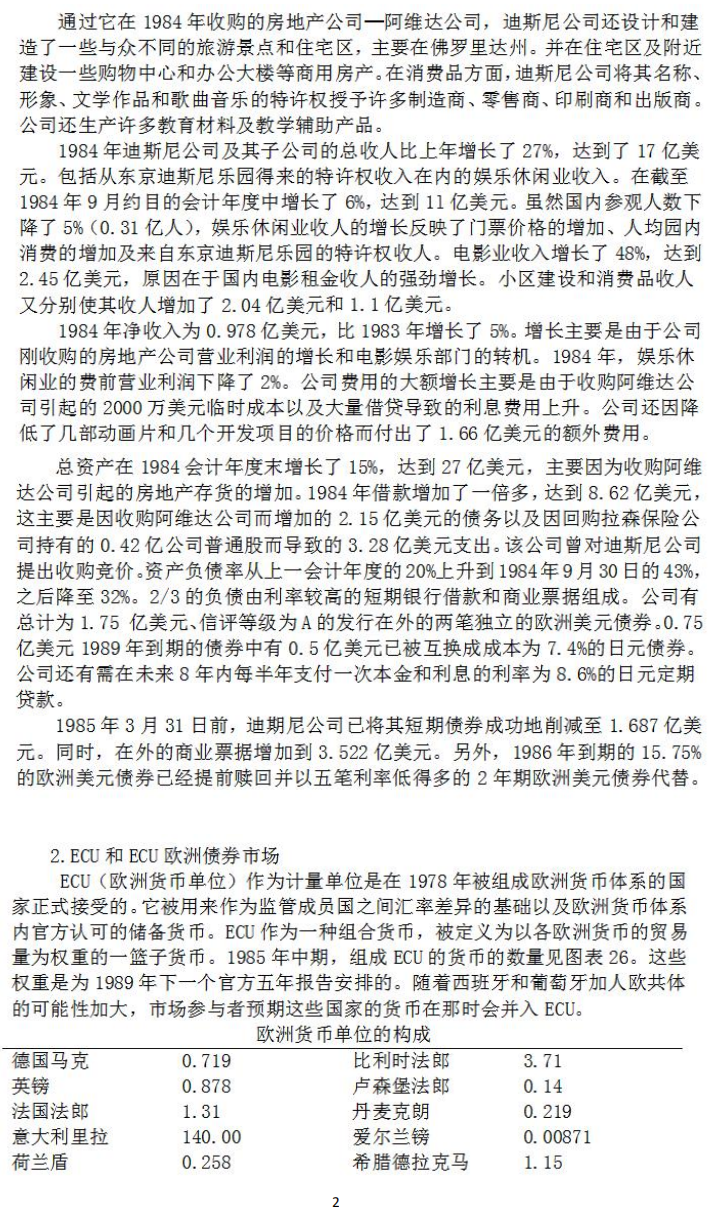 通过它在 1984 年收购的房地产公司—阿维达公司，迪斯尼公司还设计和建
造了一些与众不同的旅游景点和住宅区，主要在佛罗里达州。并在住宅区及附近
建设一些购物中心和办公大楼等商用房产。在消费品方面，迪斯尼公司将其名称、
形象、文学作品和歌曲音乐的特许权授予许多制造商、零售商、印刷商和出版商。
公司还生产许多教育材料及教学辅助产品。
1984 年迪斯尼公司及其子公司的总收人比上年增长了 27%，达到了 17 亿美
元。包括从东京迪斯尼乐园得来的特许权收入在内的娱乐休闲业收入。在截至
1984 年 9 月约目的会计年度中增长了 6%，达到 11 亿美元。虽然国内参观人数下
降了 5%（0.31 亿人），娱乐休闲业收人的增长反映了门票价格的增加、人均园内
消费的增加及来自东京迪斯尼乐园的特许权收人。电影业收入增长了 48%，达到
2.45 亿美元，原因在于国内电影租金收人的强劲增长。小区建设和消费品收人
又分别使其收人增加了 2.04 亿美元和 1.1 亿美元。
1984 年净收入为 0.978 亿美元，比 1983 年增长了 5%。增长主要是由于公司
刚收购的房地产公司营业利润的增长和电影娱乐部门的转机。1984 年，娱乐休
闲业的费前营业利润下降了 2%。公司费用的大额增长主要是由于收购阿维达公
司引起的 2000 万美元临时成本以及大量借贷导致的利息费用上升。公司还因降
低了几部动画片和几个开发项目的价格而付出了 1.66 亿美元的额外费用。
总资产在 1984 会计年度末增长了 15%，达到 27 亿美元，主要因为收购阿维
达公司引起的房地产存货的增加。1984 年借款增加了一倍多，达到 8.62 亿美元，
这主要是因收购阿维达公司而增加的 2.15 亿美元的债务以及因回购拉森保险公
司持有的 0.42 亿公司普通股而导致的 3.28 亿美元支出。该公司曾对迪斯尼公司
提出收购竞价。资产负债率从上一会计年度的 20%上升到 1984 年 9 月 30 日的 43%，
之后降至 32%。2/3 的负债由利率较高的短期银行借款和商业票据组成。公司有
总计为 1.75 亿美元、信评等级为 A 的发行在外的两笔独立的欧洲美元债券。0.75
亿美元 1989 年到期的债券中有 0.5 亿美元已被互换成成本为 7.4%的日元债券。
公司还有需在未来 8 年内每半年支付一次本金和利息的利率为 8.6%的日元定期
贷款。
1985 年 3 月 31 日前，迪期尼公司已将其短期债券成功地削减至 1.687 亿美
元。同时，在外的商业票据增加到 3.522 亿美元。另外，1986 年到期的 15.75%
的欧洲美元债券已经提前赎回并以五笔利率低得多的 2 年期欧洲美元债券代替。
2.ECU 和 ECU 欧洲债券市场
ECU（欧洲货币单位）作为计量单位是在 1978 年被组成欧洲货币体系的国
家正式接受的。它被用来作为监管成员国之间汇率差异的基础以及欧洲货币体系
内官方认可的储备货币。ECU 作为一种组合货币，被定义为以各欧洲货币的贸易
量为权重的一篮子货币。1985 年中期，组成 ECU 的货币的数量见图表 26。这些
权重是为 1989 年下一个官方五年报告安排的。随着西班牙和葡萄牙加人欧共体
的可能性加大，市场参与者预期这些国家的货币在那时会并入 ECU。
欧洲货币单位的构成
德国马克 0.719 比利时法郎 3.71
英镑 0.878 卢森堡法郎 0.14
法国法郎 1.31 丹麦克朗 0.219
意大利里拉 140.00 爱尔兰镑 0.00871
荷兰盾 0.258 希腊德拉克马 1.15
2